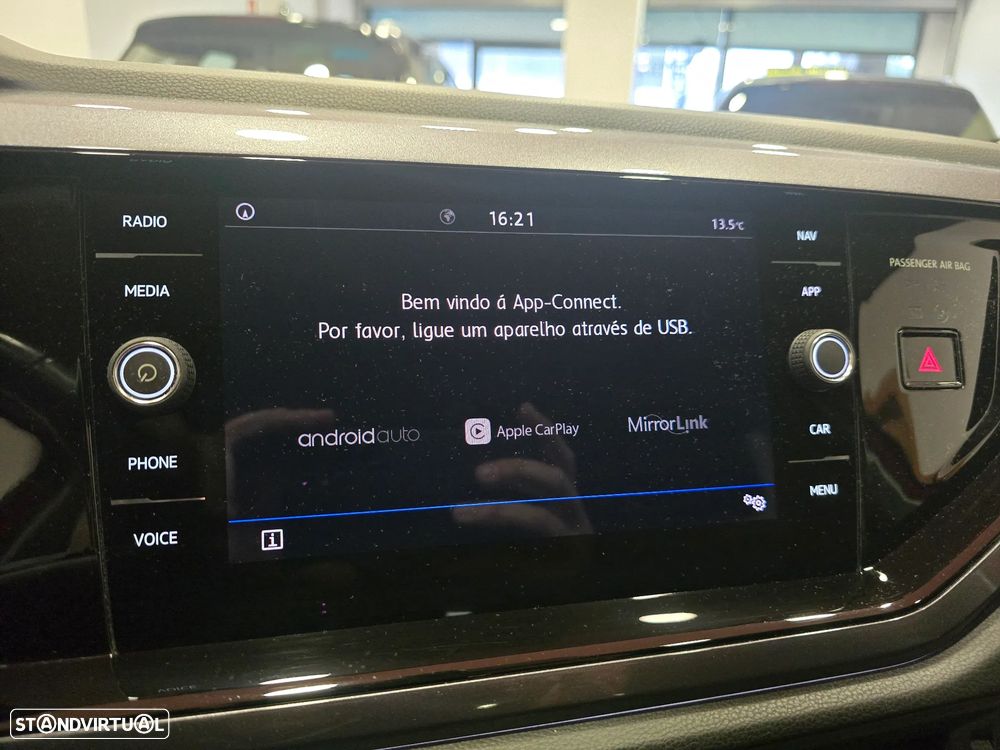 RADIO
MEDIA
PHONE
VOICE
16:21
13.5°C
Bem vindo á App-Connect.
Por favor, ligue um aparelho através de USB.
androidauto
Apple CarPlay
MirrorLink
i
NAV
APP
CAR
MENU
PASSENGER AIR BAG
STANDVIRTUAL